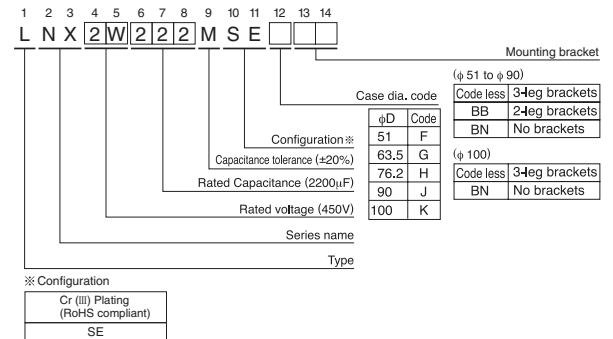 1 2 3 4 5 6 7 8 9 10 11 12 13 14
L N X 2 W 2 2 2 M S E
Mounting bracket
(φ 51 to φ 90)
Code less 3-leg brackets
BB 2-leg brackets
BN No brackets
(φ 100)
Code less 3-leg brackets
BN No brackets
Case dia. code
φD Code
51 F
63.5 G
76.2 H
90 J
100 K
Configuration※
Capacitance tolerance (±20%)
Rated Capacitance (2200μF)
Rated voltage (450V)
Series name
Type
※Configuration
Cr (III) Plating
(RoHS compliant)
SE